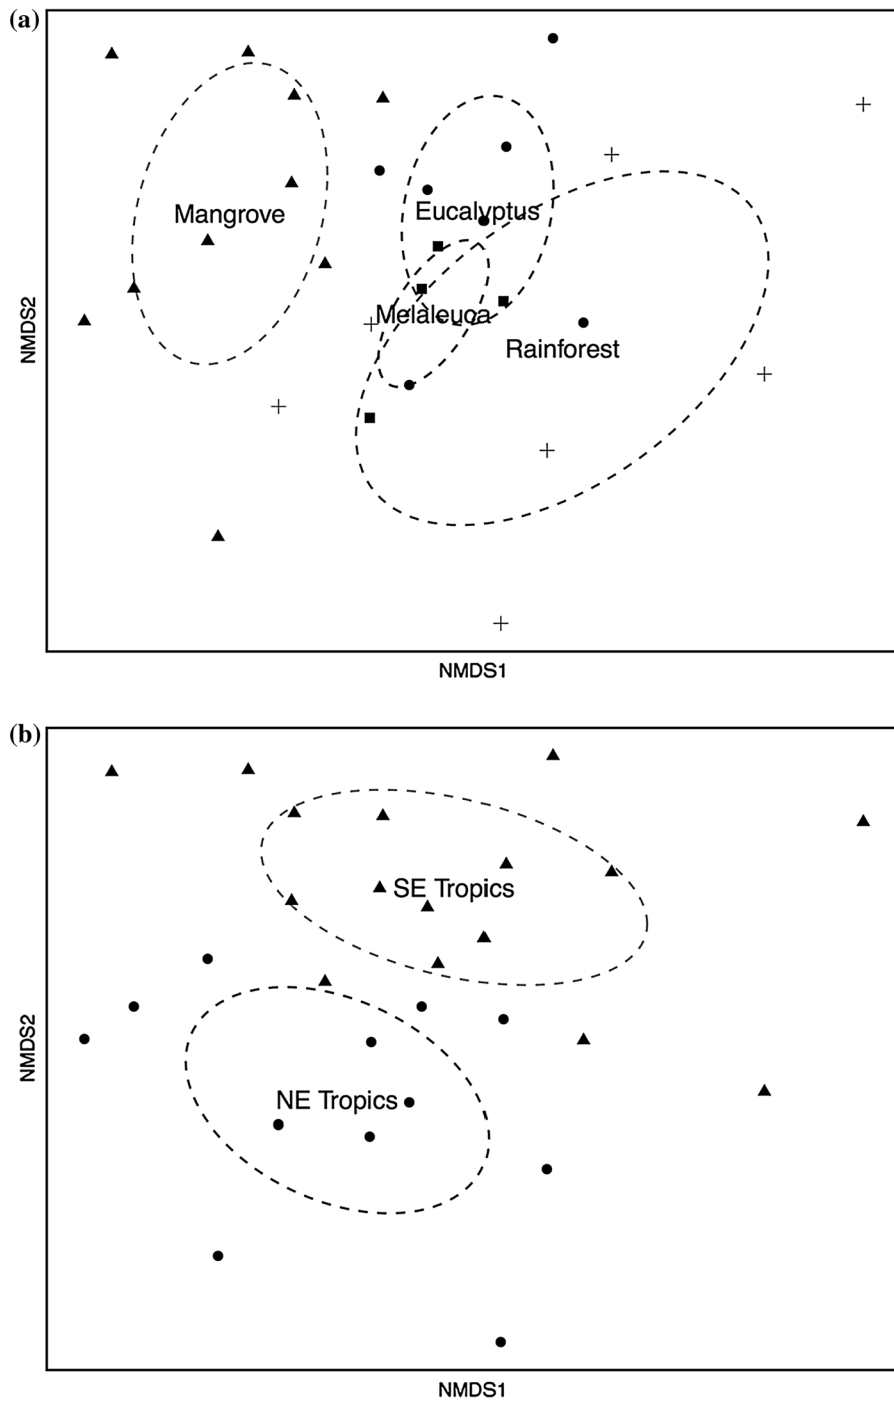 (a)
Mangrove
Eucalyptus
Melaleuca
Rainforest
NMDS2
NMDS1
(b)
SE Tropics
NE Tropics
NMDS2
NMDS1